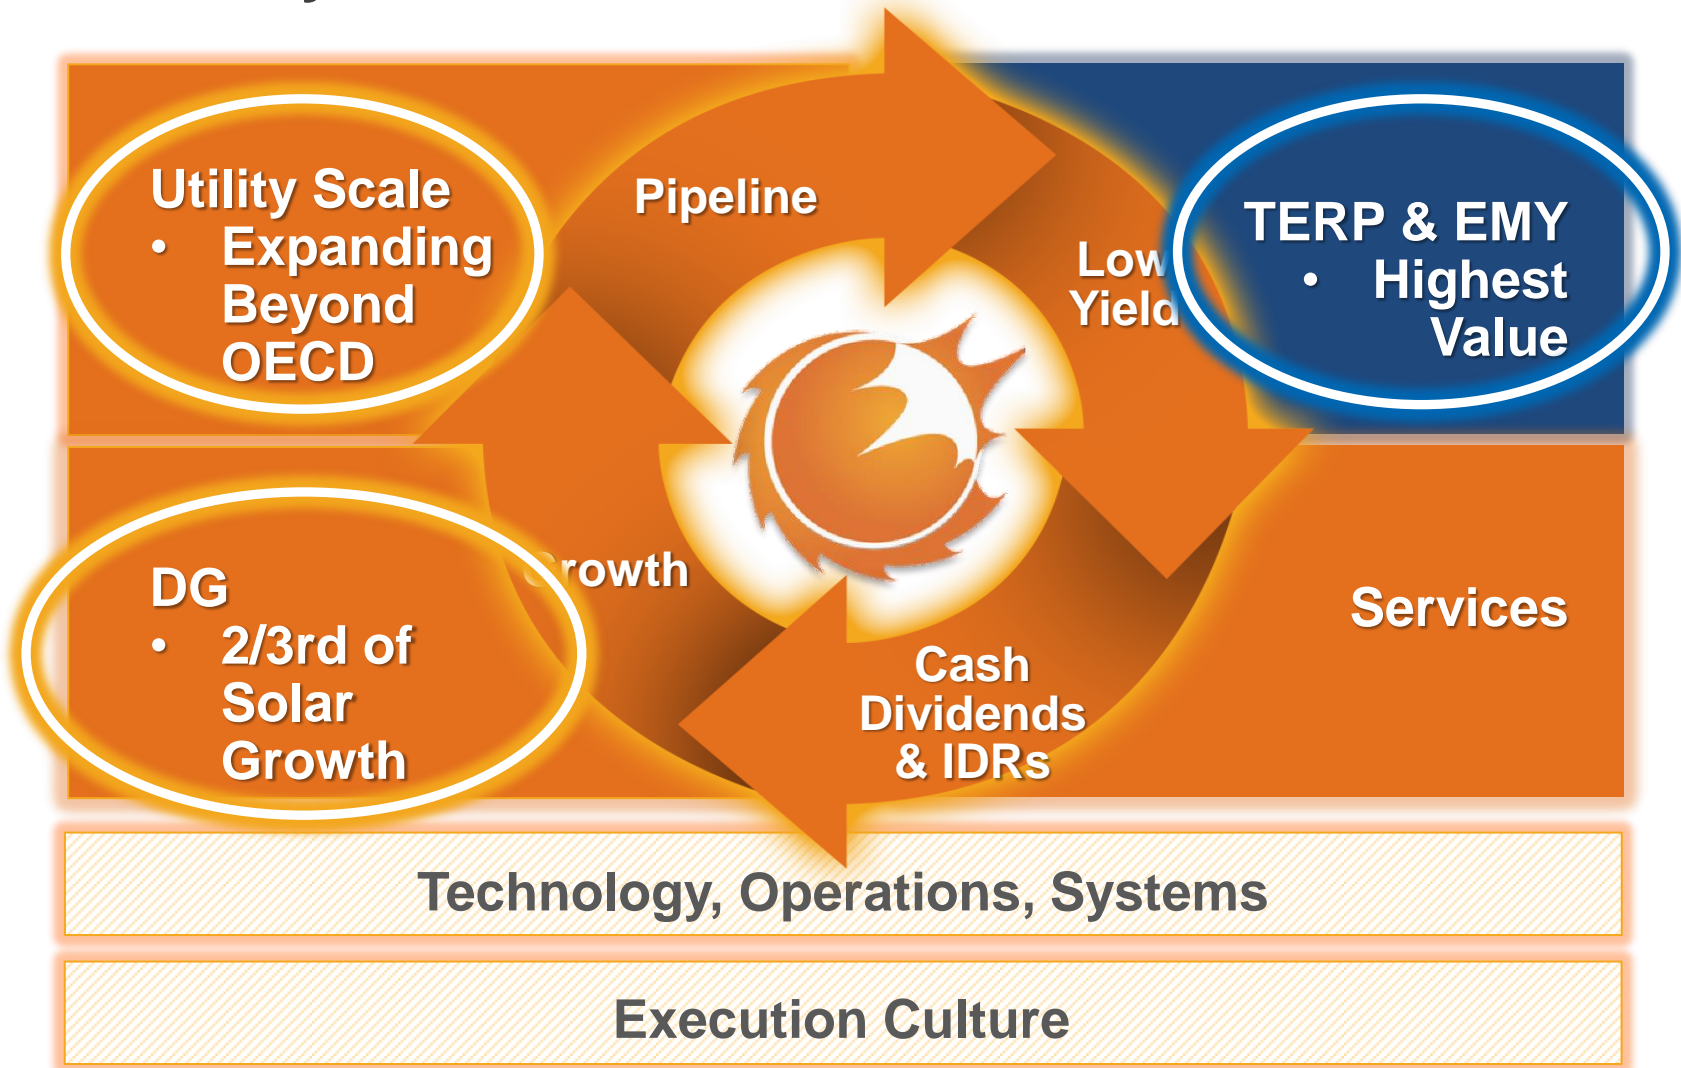 Utility Scale
• Expanding
Beyond
OECD
Pipeline
Low
Yield
TERP & EMY
• Highest
Value
DG
• 2/3rd of
Solar
Growth
Growth
Cash
Dividends
& IDRs
Services
Technology, Operations, Systems
Execution Culture